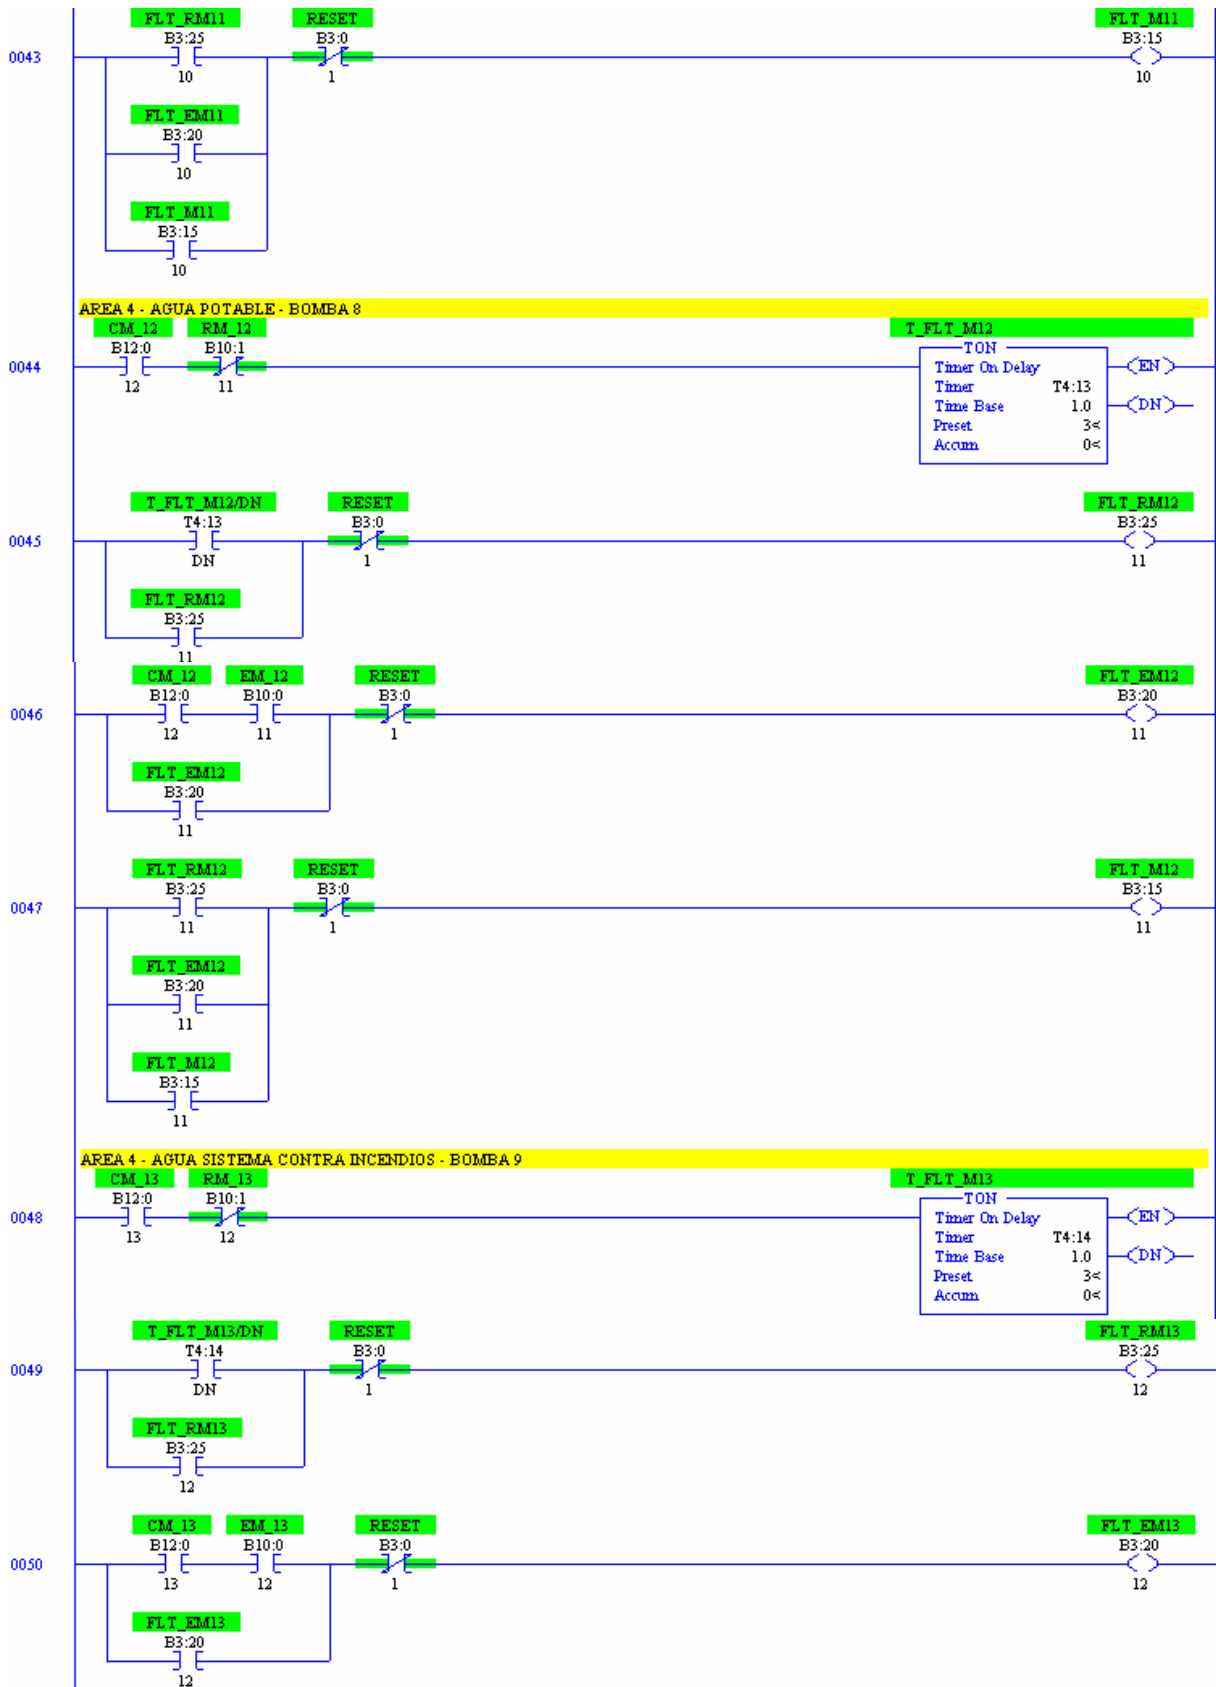 FLT_RM11 RESET FLT_M11
B3:25 B3:0 B3:15
0043
10 1 10
FLT_EM11
B3:20
10
FLT_M11
B3:15
10
AREA 4 - AGUA POTABLE - BOMBA 8
CM_12 RM_12 T_FLT_M12
B12:0 B10:1 TON
0044 Timer On Delay EN
12 11 Timer T4:13
Time Base 1.0 DN
Preset 3<
Accum 0<
T_FLT_M12/DN RESET FLT_RM12
T4:13 B3:0 B3:25
0045
DN 1 11
FLT_RM12
B3:25
11
CM_12 EM_12 RESET FLT_EM12
B12:0 B10:0 B3:0 B3:20
0046
12 11 1 11
FLT_EM12
B3:20
11
FLT_RM12 RESET FLT_M12
B3:25 B3:0 B3:15
0047
11 1 11
FLT_EM12
B3:20
11
FLT_M12
B3:15
11
AREA 4 - AGUA SISTEMA CONTRA INCENDIOS - BOMBA 9
CM_13 RM_13 T_FLT_M13
B12:0 B10:1 TON
0048 Timer On Delay EN
13 12 Timer T4:14
Time Base 1.0 DN
Preset 3<
Accum 0<
T_FLT_M13/DN RESET FLT_RM13
T4:14 B3:0 B3:25
0049
DN 1 12
FLT_RM13
B3:25
12
CM_13 EM_13 RESET FLT_EM13
B12:0 B10:0 B3:0 B3:20
0050
13 12 1 12
FLT_EM13
B3:20
12